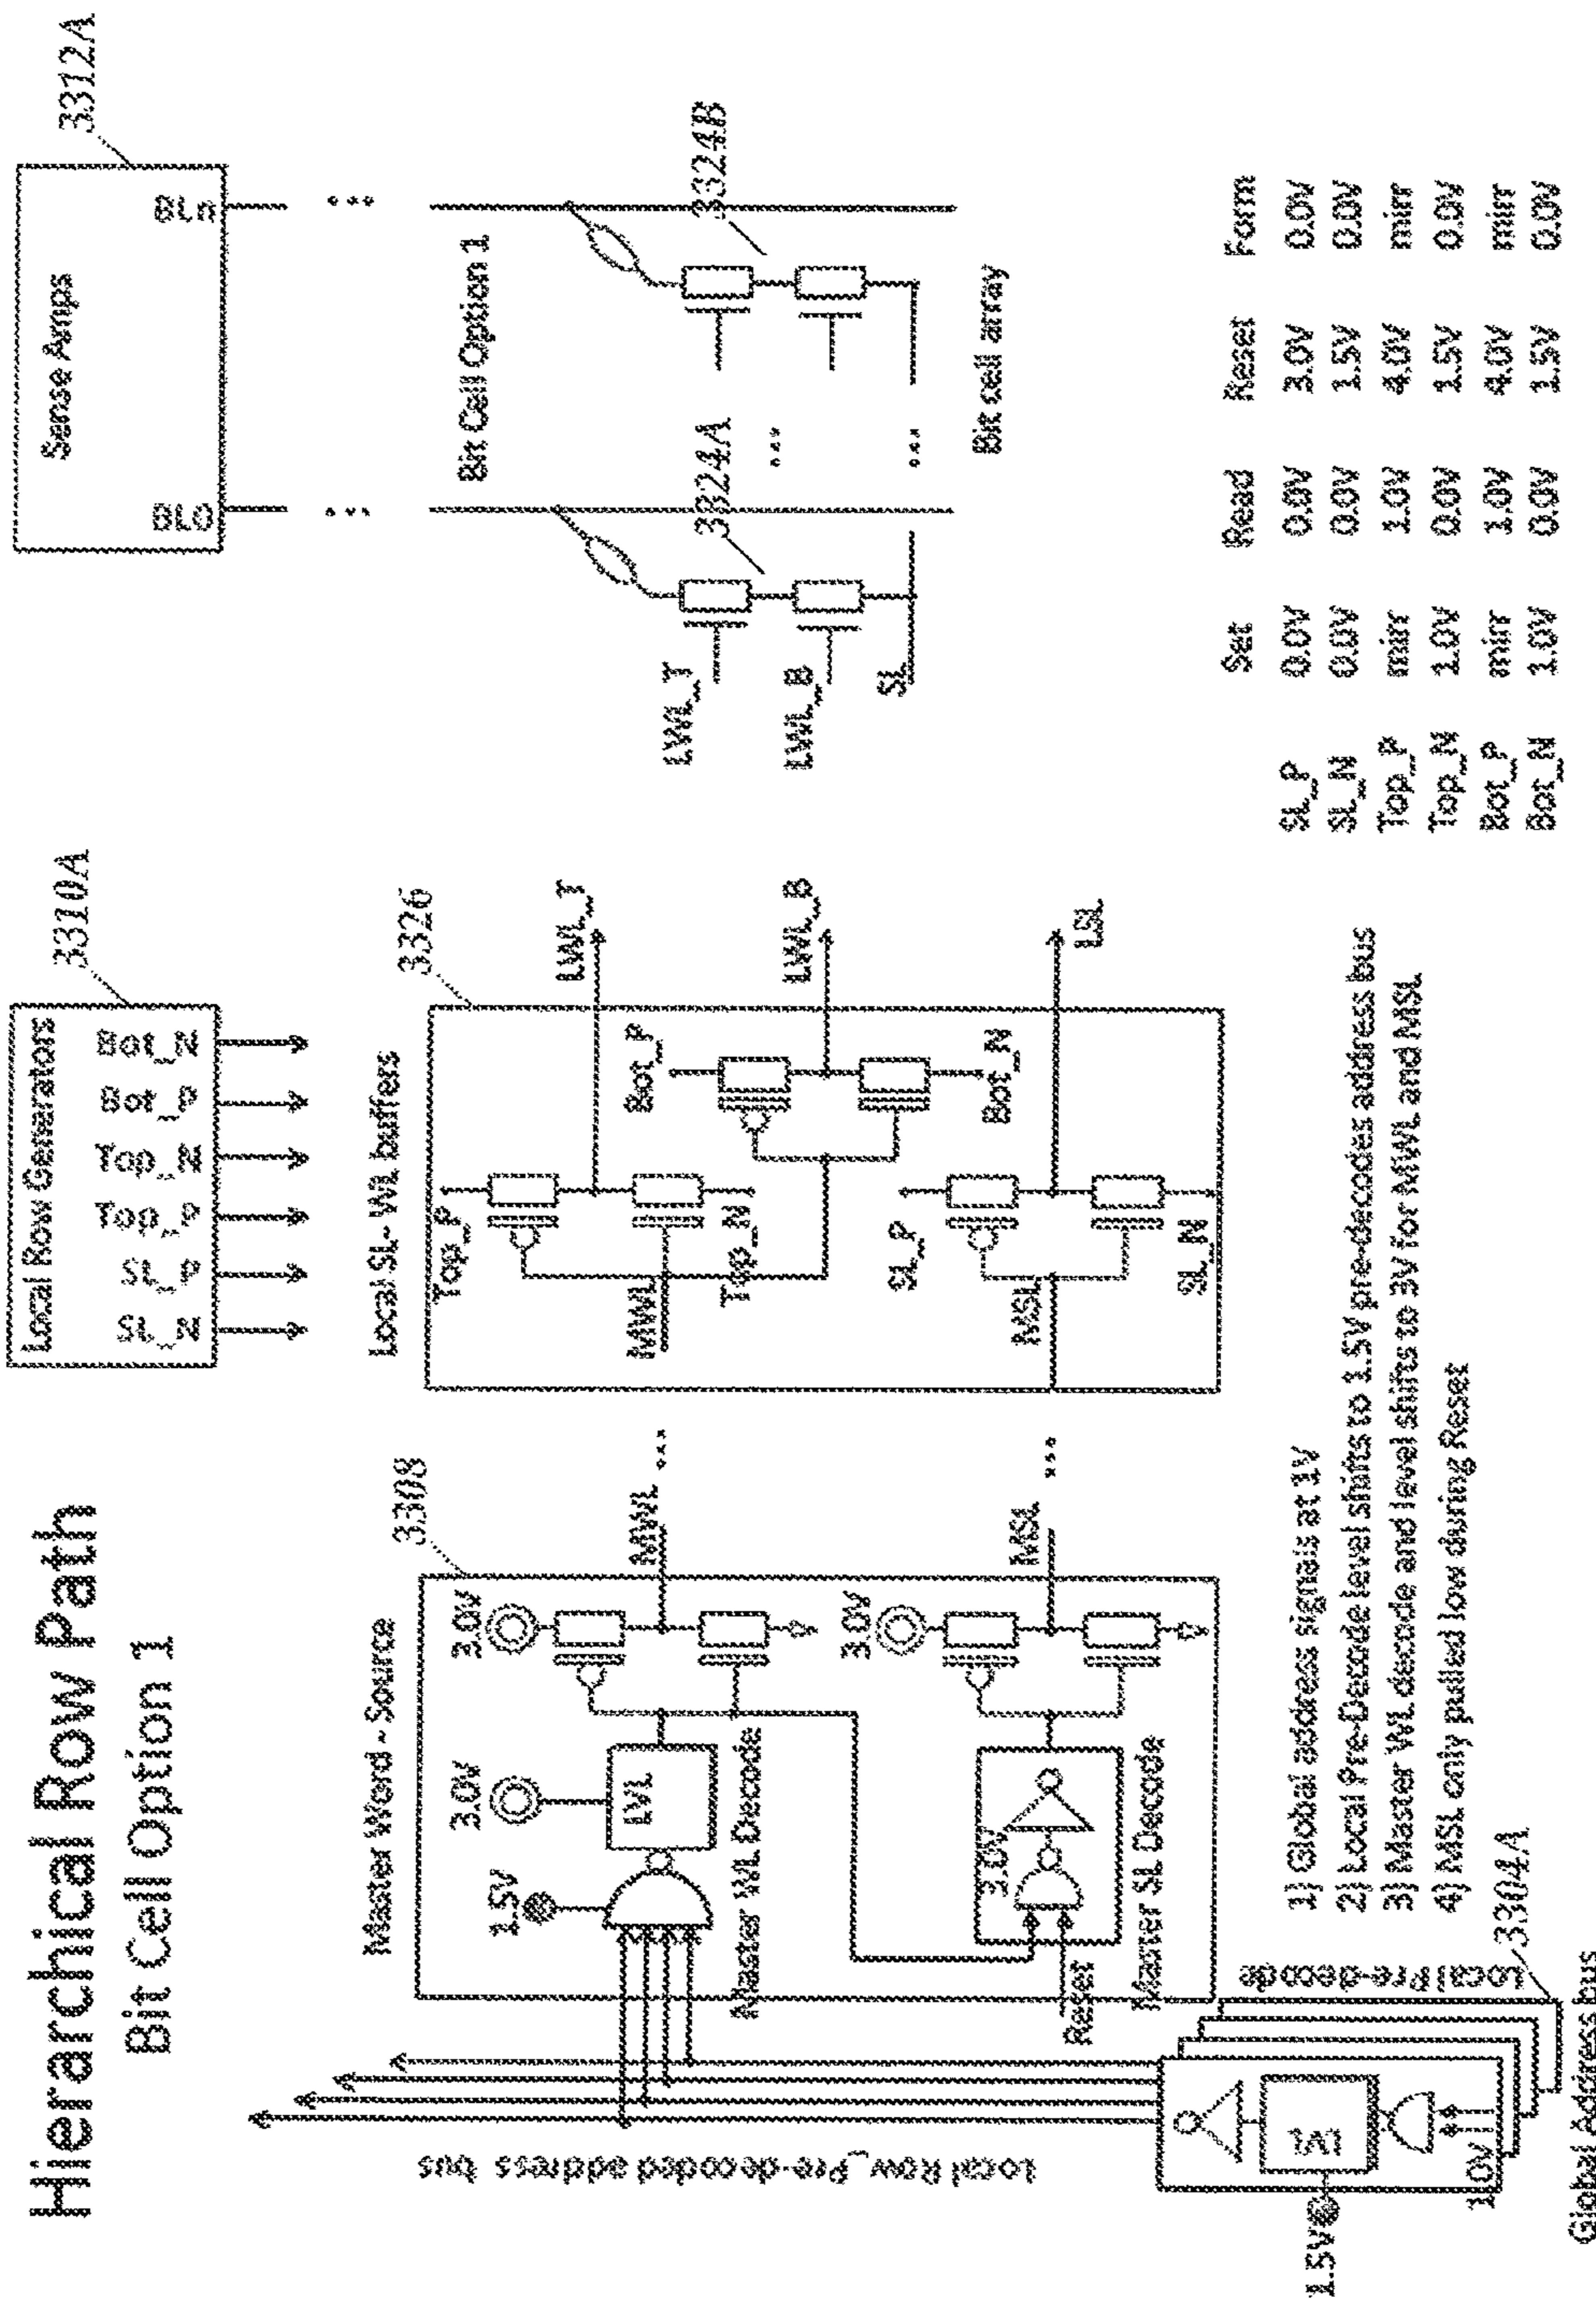 Hierarchical Row Path
Bit Cell Option 1
Local Row Generators
SL_N SL_P Top_P Top_N Bot_P Bot_N
3310A
Sense Amps
BL0 BLn
3312A
Master Word - Source
3308
1.5V
3.0V
LVL
3.0V
MWL
Master WL Decode
3.0V
3.0V
MSL
Reset
Master SL Decode
Local SL- WL buffers
3326
Top_P
MWL
Top_N
Bot_P
Bot_N
SL_P
MSL
SL_N
LWL_T
LWL_B
LSL
Bit Cell Option 1
LWL_T
LWL_B
SL
3324A
3324B
Bit cell array
Local Row_Pre-decoded address bus
Local Pre-decode
1.5V
LVL
1.0V
3304A
Global Address bus
1) Global address signals at 1V
2) Local Pre-Decode level shifts to 1.5V pre-decodes address bus
3) Master WL decode and level shifts to 3V for MWL and MSL
4) MSL only pulled low during Reset
Set Read Reset Form
SL_P 0.0V 0.0V 3.0V 0.0V
SL_N 0.0V 0.0V 1.5V 0.0V
Top_P mirr 1.0V 4.0V mirr
Top_N 1.0V 0.0V 1.5V 0.0V
Bot_P mirr 1.0V 4.0V mirr
Bot_N 1.0V 0.0V 1.5V 0.0V